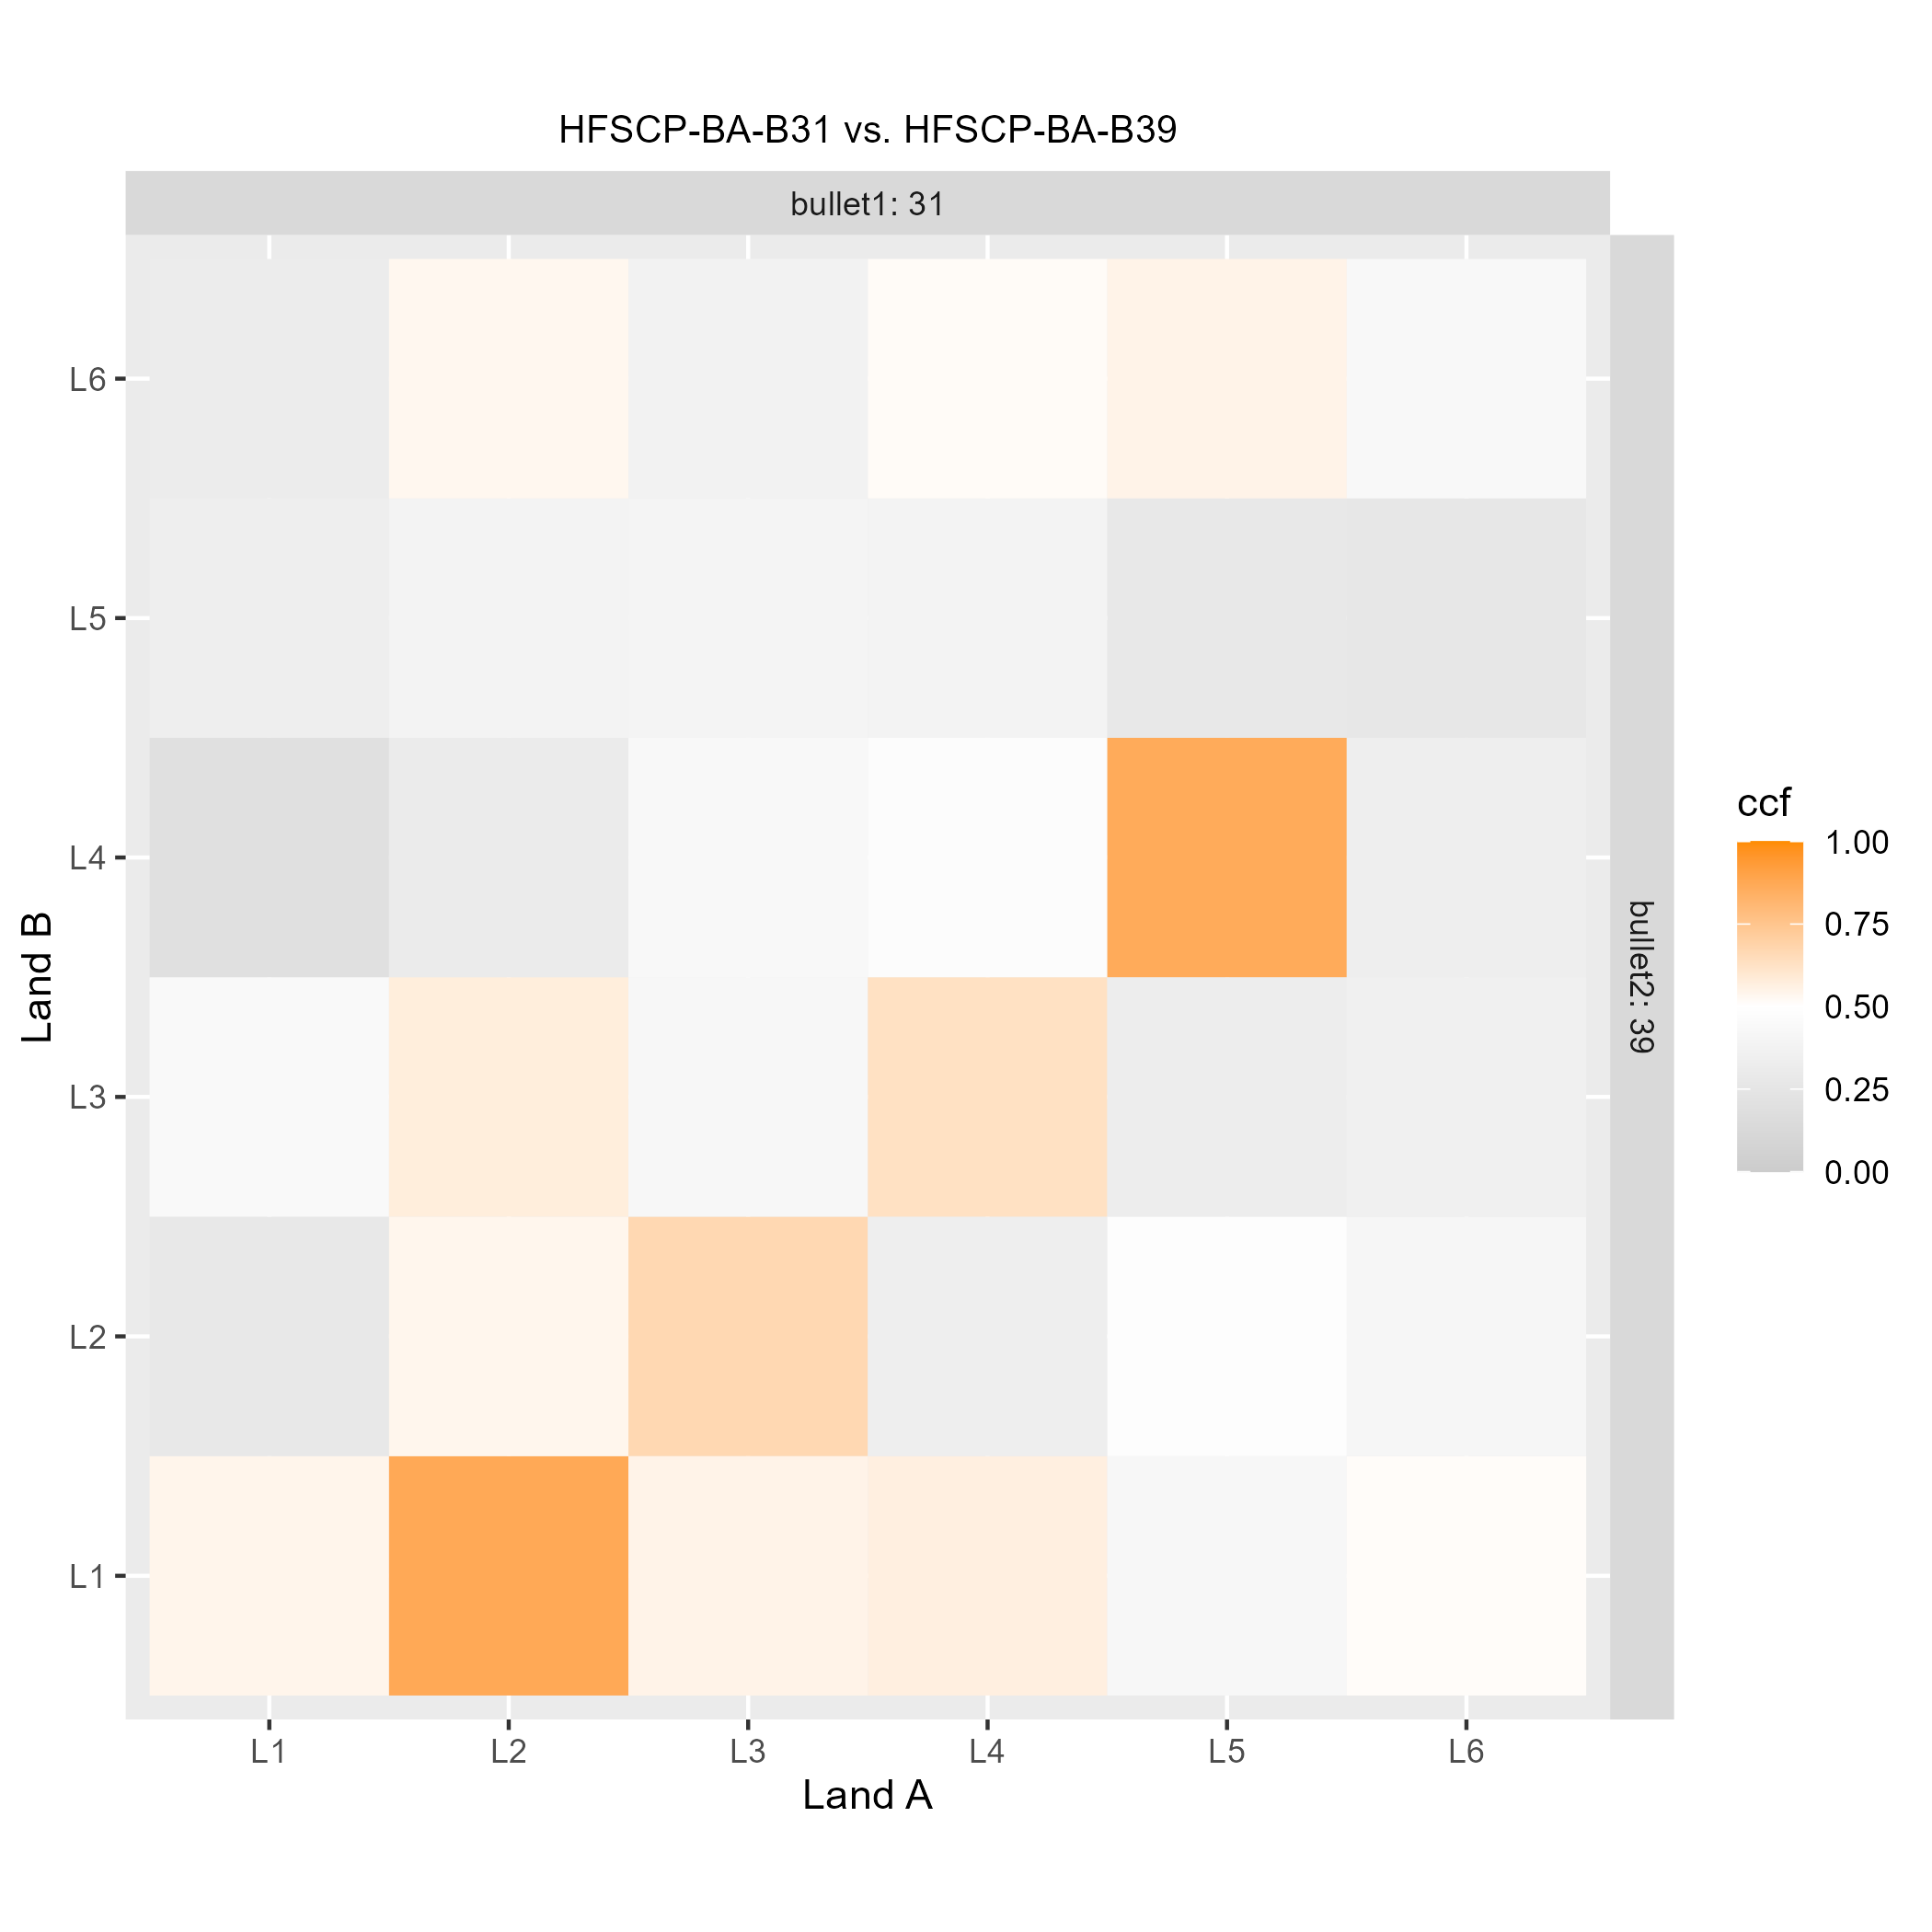 HFSCP-BA-B31 vs. HFSCP-BA-B39
bullet1: 31
bullet2: 39
Land B
L6
L5
L4
L3
L2
L1
L1 L2 L3 L4 L5 L6
Land A
ccf
1.00
0.75
0.50
0.25
0.00